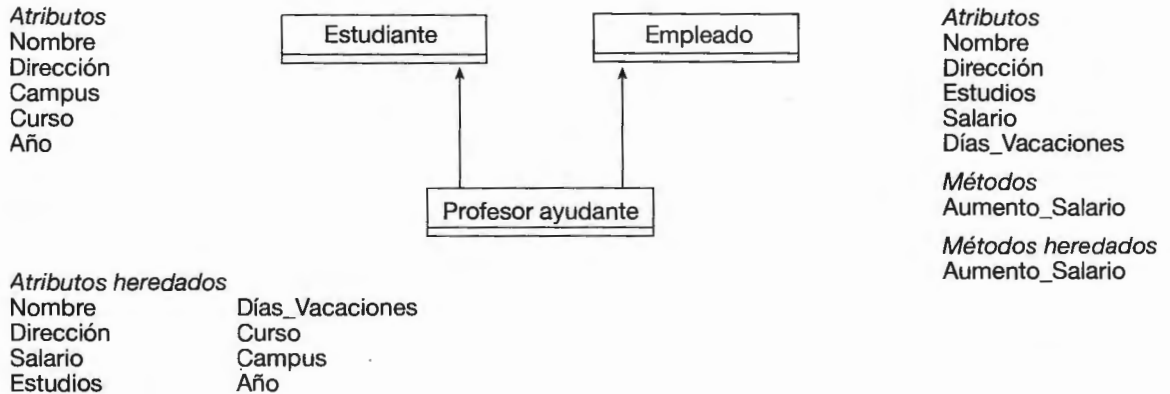 Atributos
Nombre
Dirección
Campus
Curso
Año
Estudiante
Empleado
Profesor ayudante
Atributos
Nombre
Dirección
Estudios
Salario
Días_Vacaciones
Métodos
Aumento_Salario
Métodos heredados
Aumento_Salario
Atributos heredados
Nombre Días_Vacaciones
Dirección Curso
Salario Campus
Estudios Año